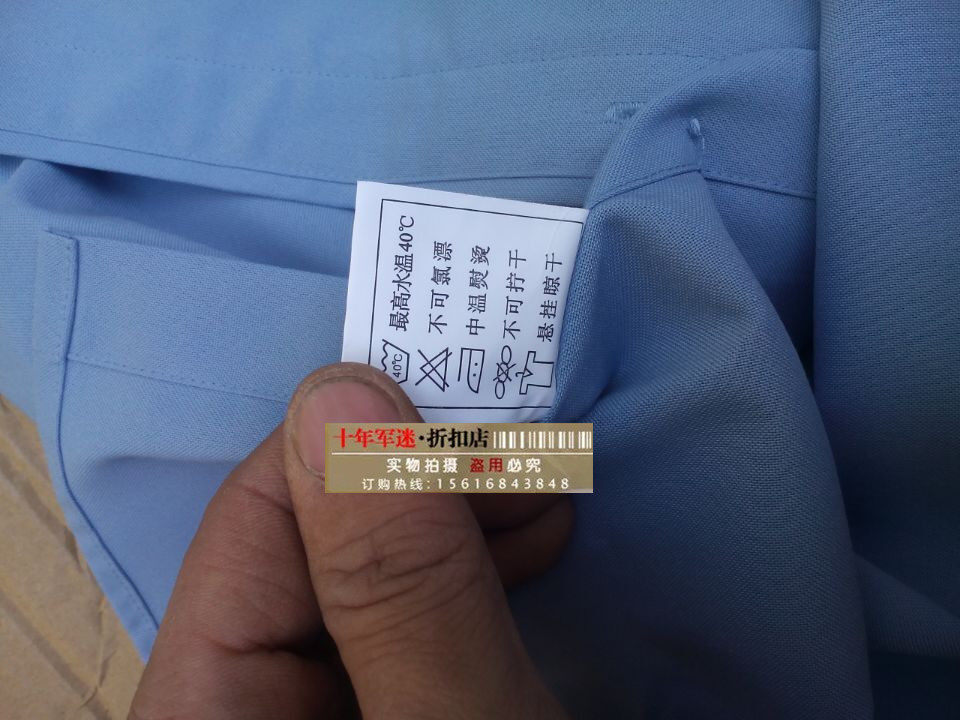 最高水温40℃
不可氯漂
中温熨烫
不可拧干
悬挂晾干
40℃
十年军迷·折扣店
实物拍摄 盗用必究
订购热线:15616843848